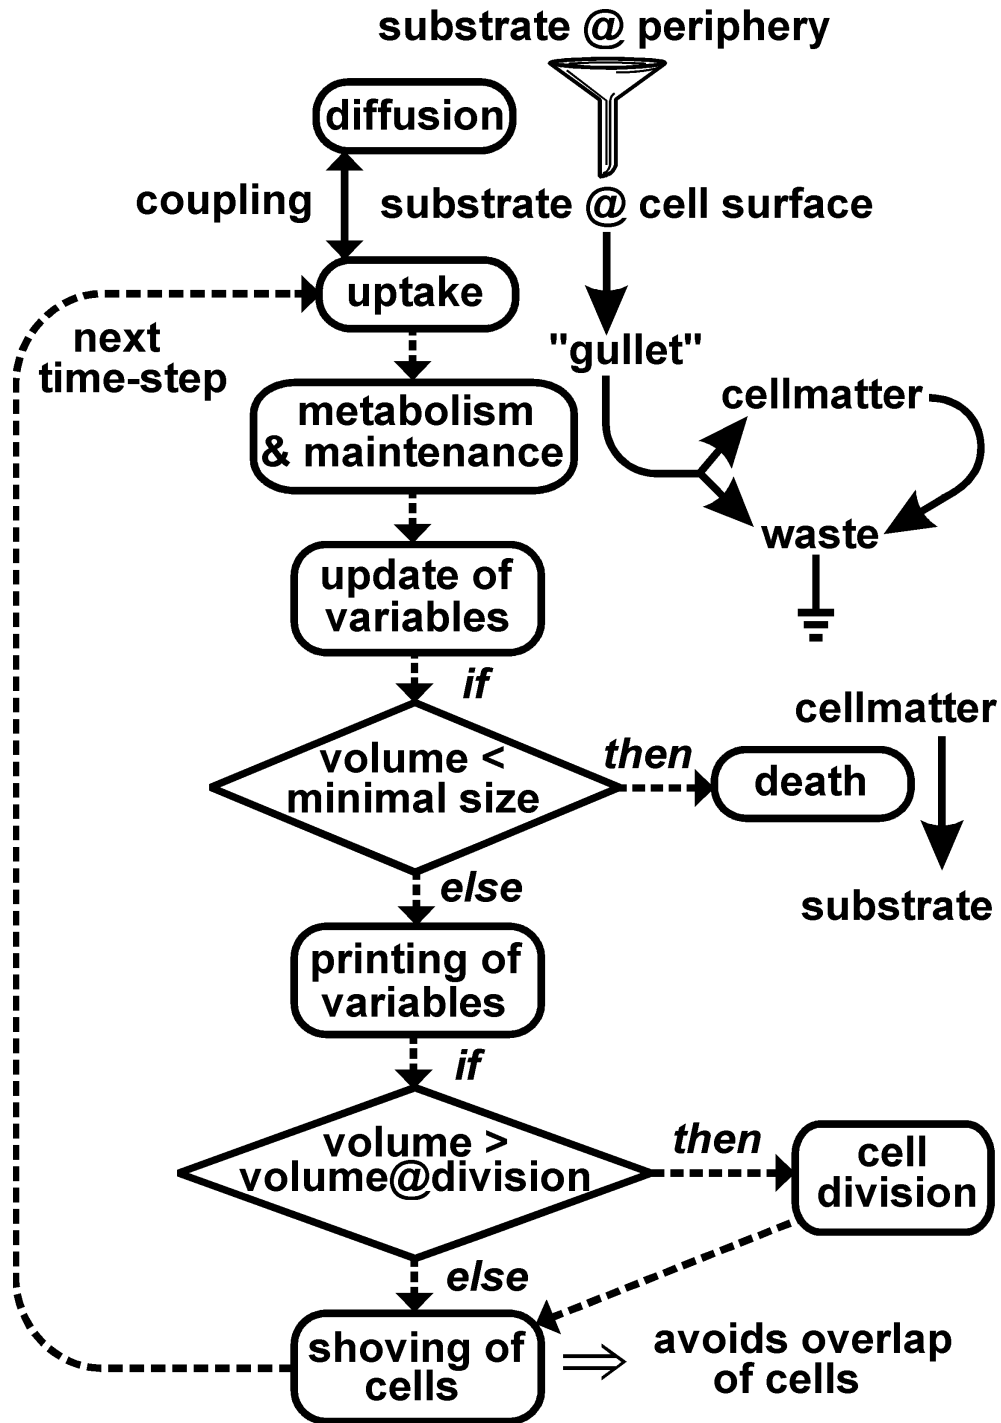 substrate @ periphery
diffusion
coupling
substrate @ cell surface
uptake
next
time-step
"gullet"
metabolism
& maintenance
cellmatter
waste
update of
variables
if
volume <
minimal size
then
death
cellmatter
substrate
else
printing of
variables
if
volume >
volume@division
then
cell
division
else
shoving of
cells
avoids overlap
of cells